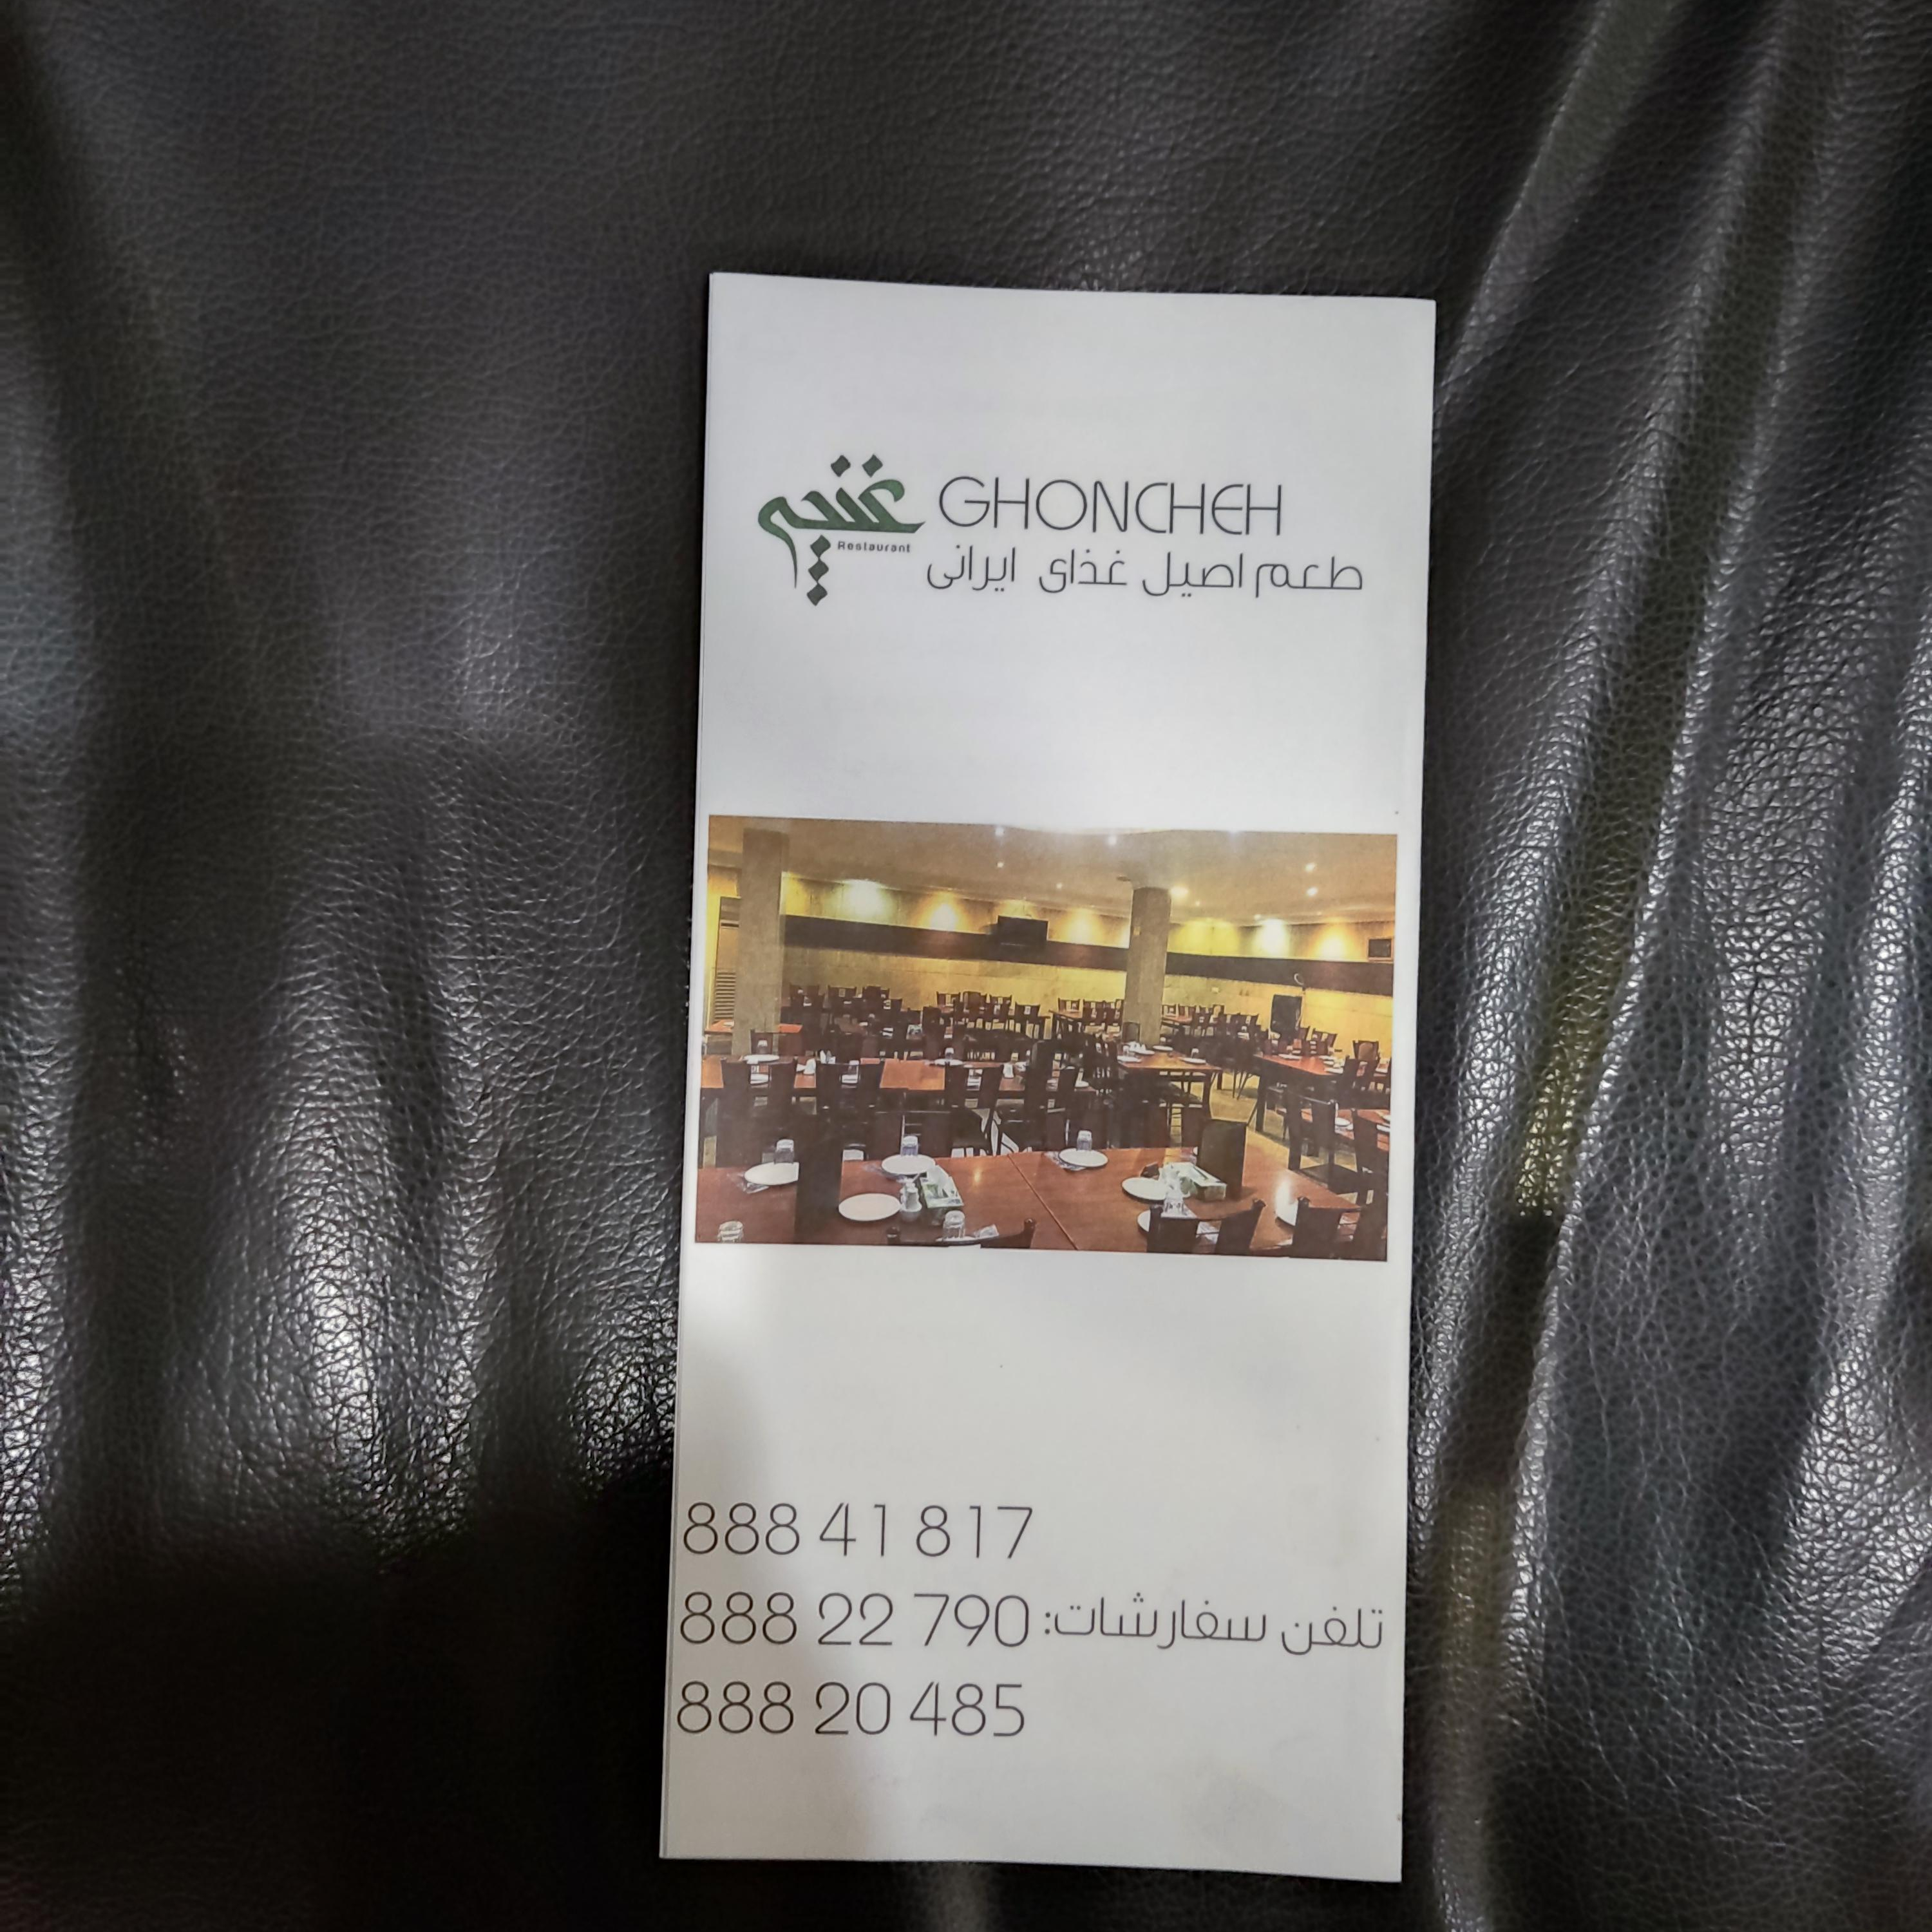 غنچه
Restaurant
GHONCHEH
طعم اصیل غذای ایرانی
888 41 817
تلفن سفارشات: 888 22 790
888 20 485